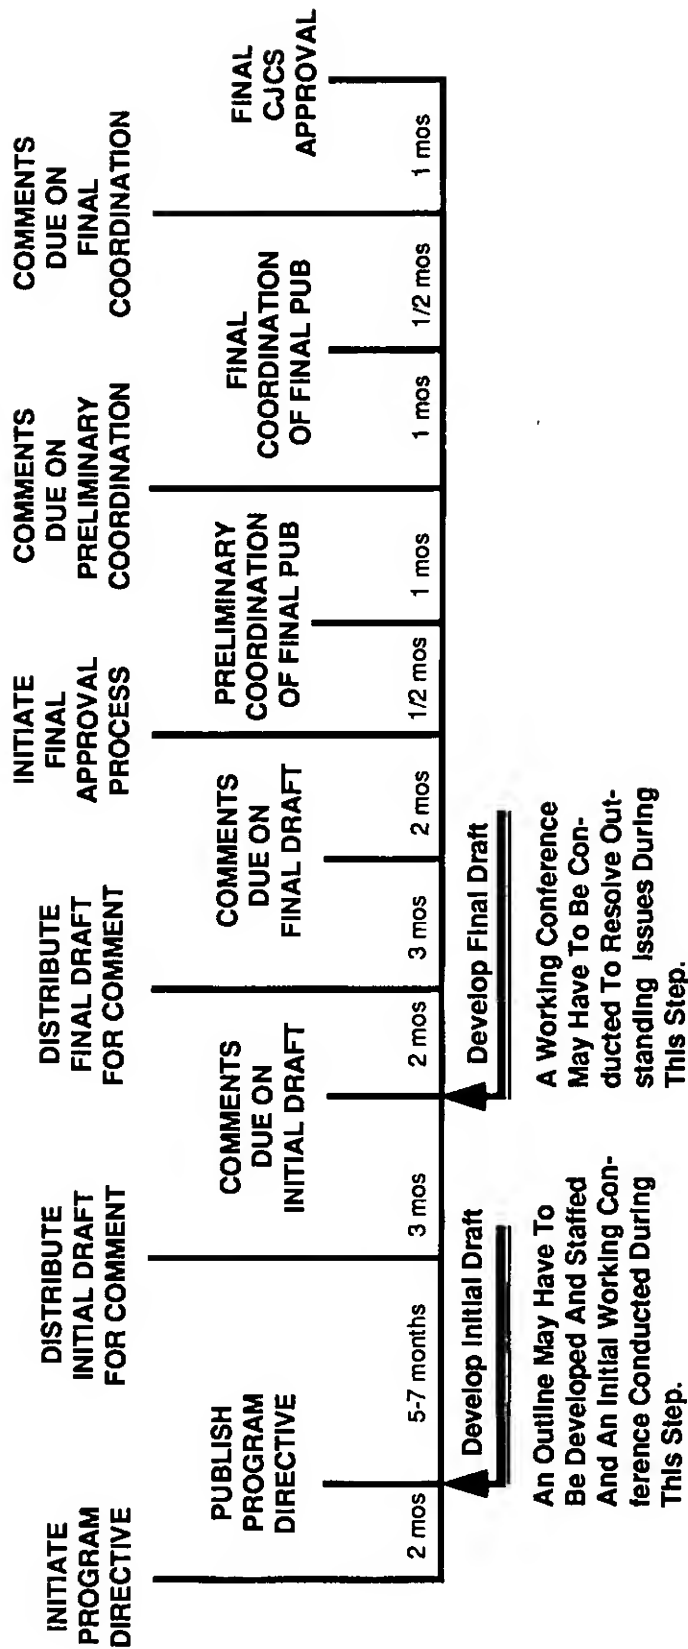 INITIATE
PROGRAM
DIRECTIVE
DISTRIBUTE
INITIAL DRAFT
FOR COMMENT
DISTRIBUTE
FINAL DRAFT
FOR COMMENT
INITIATE
FINAL
APPROVAL
PROCESS
COMMENTS
DUE ON
PRELIMINARY
COORDINATION
COMMENTS
DUE ON
FINAL
COORDINATION
PUBLISH
PROGRAM
DIRECTIVE
COMMENTS
DUE ON
INITIAL DRAFT
COMMENTS
DUE ON
FINAL DRAFT
PRELIMINARY
COORDINATION
OF FINAL PUB
FINAL
COORDINATION
OF FINAL PUB
FINAL
CJCS
APPROVAL
2 mos
5-7 months
3 mos
2 mos
3 mos
2 mos
1/2 mos
1 mos
1 mos
1/2 mos
1 mos
Develop Initial Draft
An Outline May Have To
Be Developed And Staffed
And An Initial Working Con-
ference Conducted During
This Step.
Develop Final Draft
A Working Conference
May Have To Be Con-
ducted To Resolve Out-
standing Issues During
This Step.